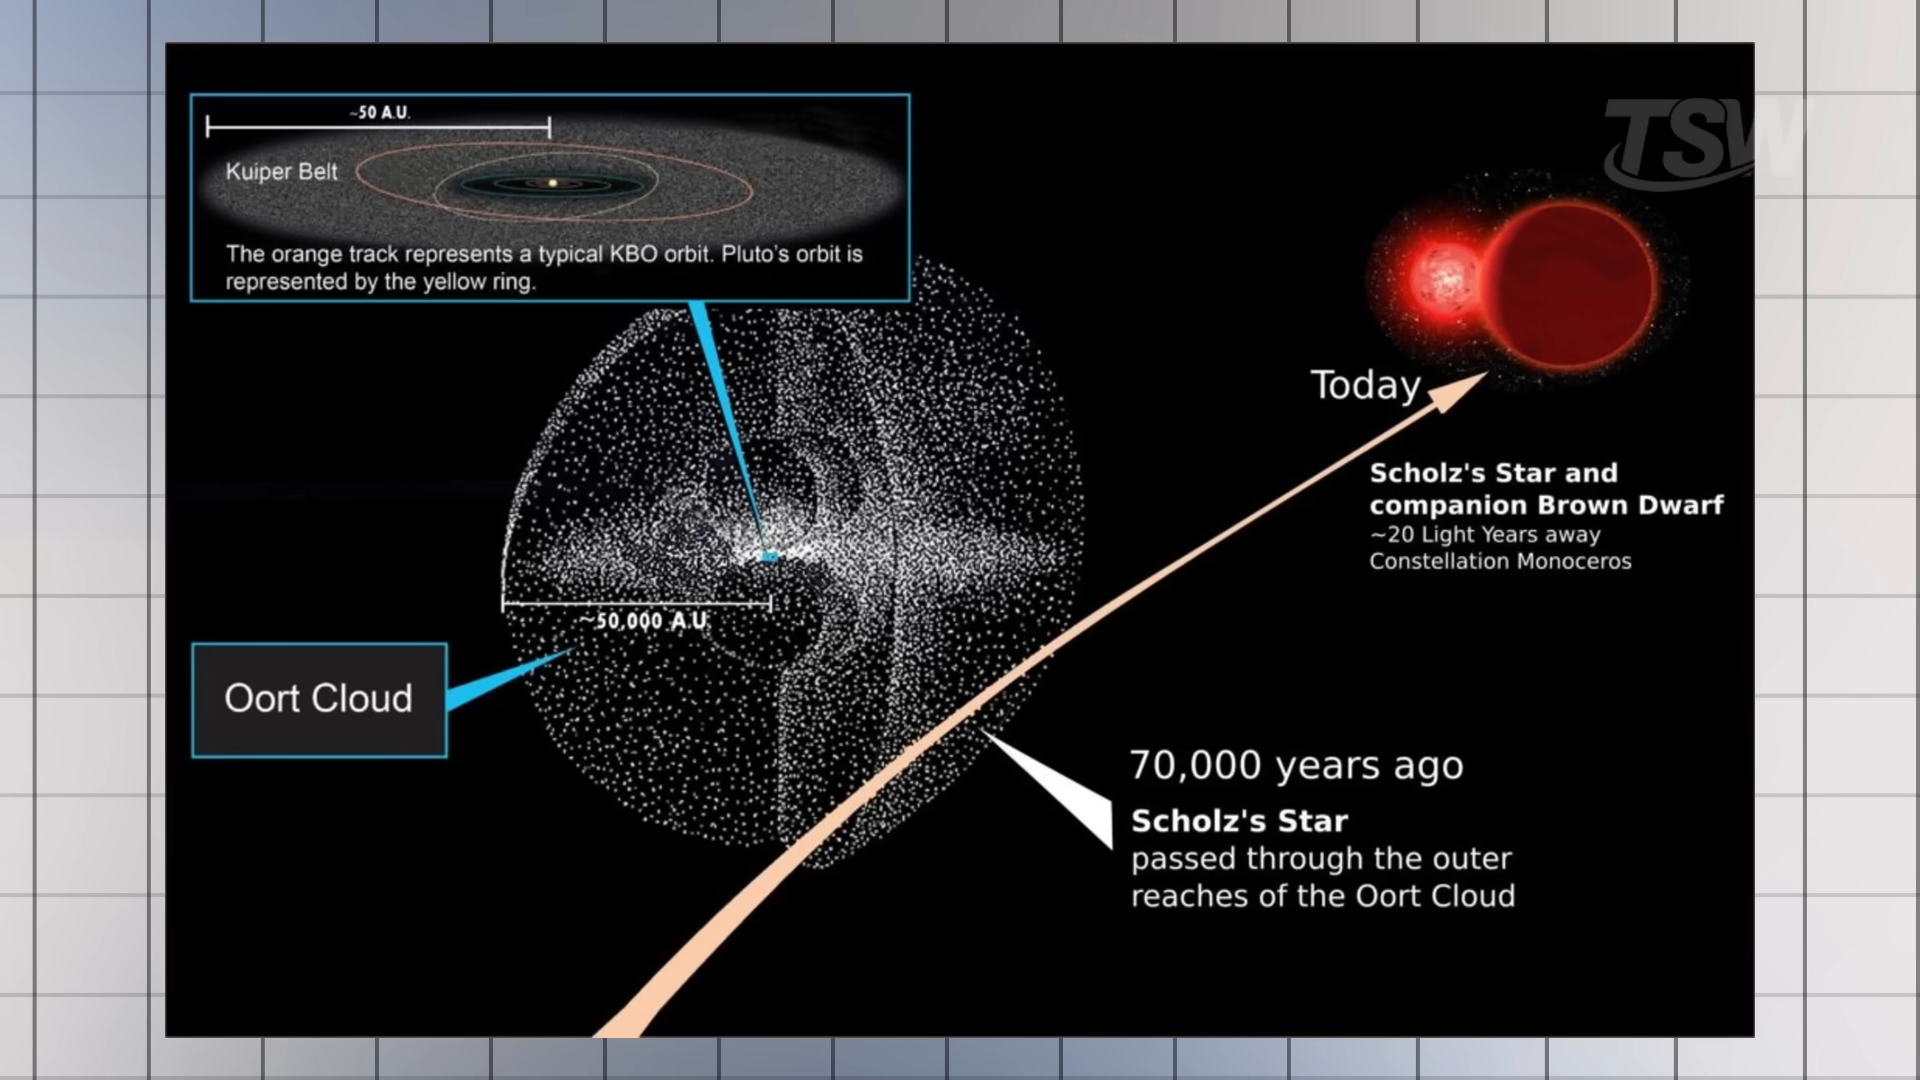 TSW
~50 A.U.
Kuiper Belt
The orange track represents a typical KBO orbit. Pluto's orbit is
represented by the yellow ring.
Today
Scholz's Star and
companion Brown Dwarf
~20 Light Years away
Constellation Monoceros
~50,000 A.U.
Oort Cloud
70,000 years ago
Scholz's Star
passed through the outer
reaches of the Oort Cloud